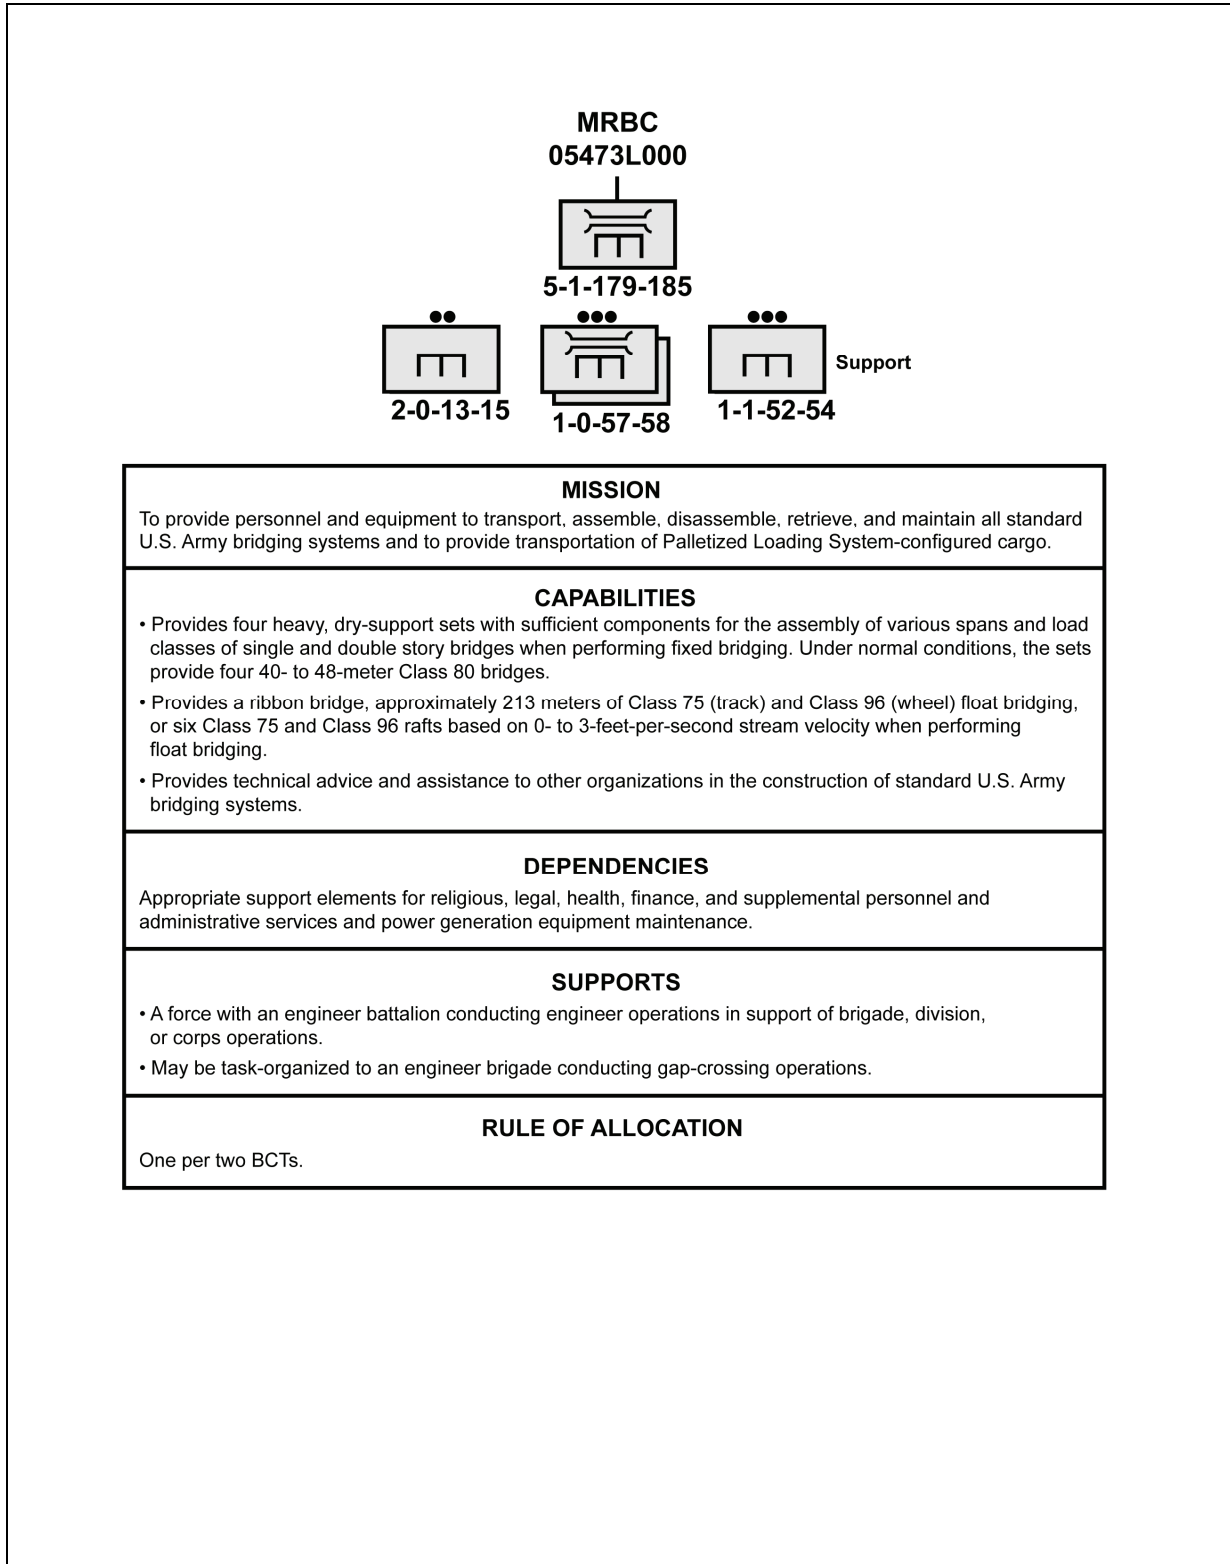 MRBC
05473L000
5-1-179-185
2-0-13-15
1-0-57-58
1-1-52-54
Support
MISSION
To provide personnel and equipment to transport, assemble, disassemble, retrieve, and maintain all standard
U.S. Army bridging systems and to provide transportation of Palletized Loading System-configured cargo.
CAPABILITIES
• Provides four heavy, dry-support sets with sufficient components for the assembly of various spans and load
classes of single and double story bridges when performing fixed bridging. Under normal conditions, the sets
provide four 40- to 48-meter Class 80 bridges.
• Provides a ribbon bridge, approximately 213 meters of Class 75 (track) and Class 96 (wheel) float bridging,
or six Class 75 and Class 96 rafts based on 0- to 3-feet-per-second stream velocity when performing
float bridging.
• Provides technical advice and assistance to other organizations in the construction of standard U.S. Army
bridging systems.
DEPENDENCIES
Appropriate support elements for religious, legal, health, finance, and supplemental personnel and
administrative services and power generation equipment maintenance.
SUPPORTS
• A force with an engineer battalion conducting engineer operations in support of brigade, division,
or corps operations.
• May be task-organized to an engineer brigade conducting gap-crossing operations.
RULE OF ALLOCATION
One per two BCTs.